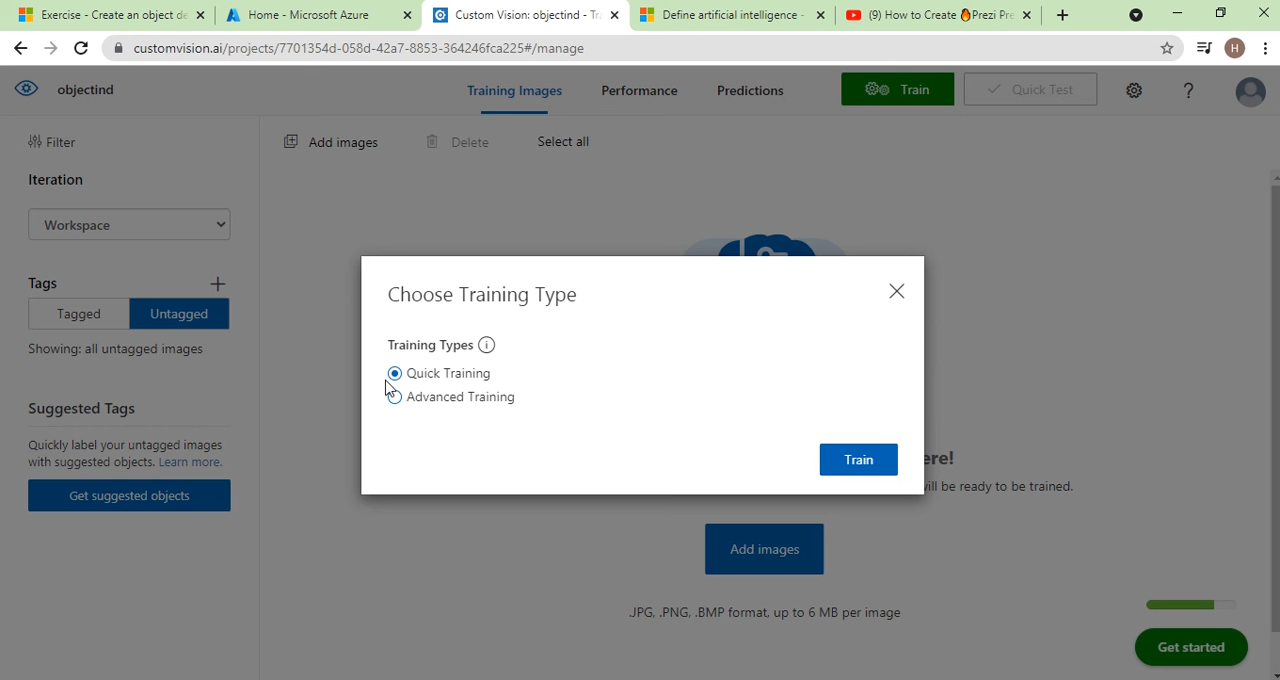 Exercise - Create an object de
Home - Microsoft Azure
Custom Vision: objectind - Tra
Define artificial intelligence -
(9) How to Create 🔥Prezi Pre
customvision.ai/projects/7701354d-058d-42a7-8853-364246fca225#/manage
H
objectind
Training Images
Performance
Predictions
Train
Quick Test
?
Filter
Add images
Delete
Select all
Iteration
Workspace
Tags
Tagged
Untagged
Showing: all untagged images
Suggested Tags
Quickly label your untagged images
with suggested objects. Learn more.
Get suggested objects
Choose Training Type
Training Types
Quick Training
Advanced Training
Train
ere!
will be ready to be trained.
Add images
.JPG, .PNG, .BMP format, up to 6 MB per image
Get started